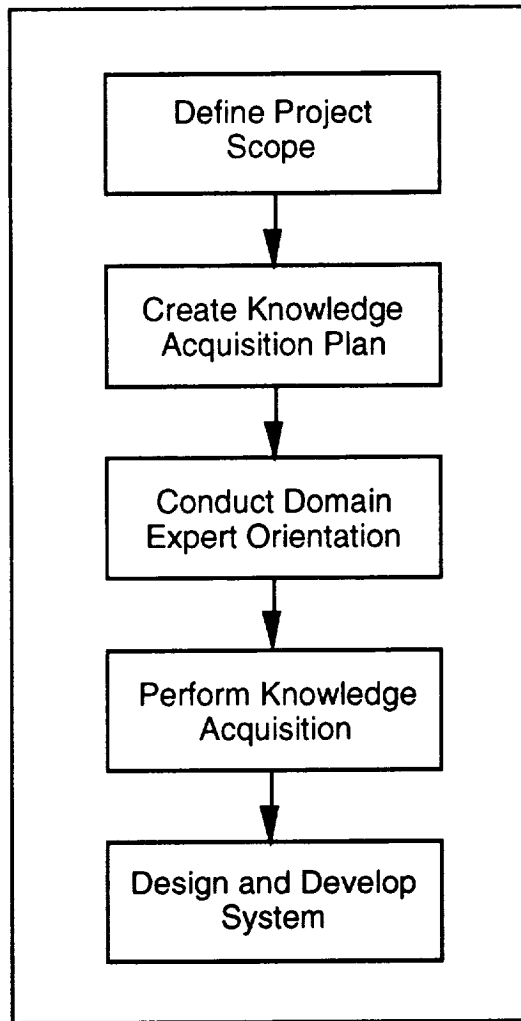 Define Project
Scope
Create Knowledge
Acquisition Plan
Conduct Domain
Expert Orientation
Perform Knowledge
Acquisition
Design and Develop
System